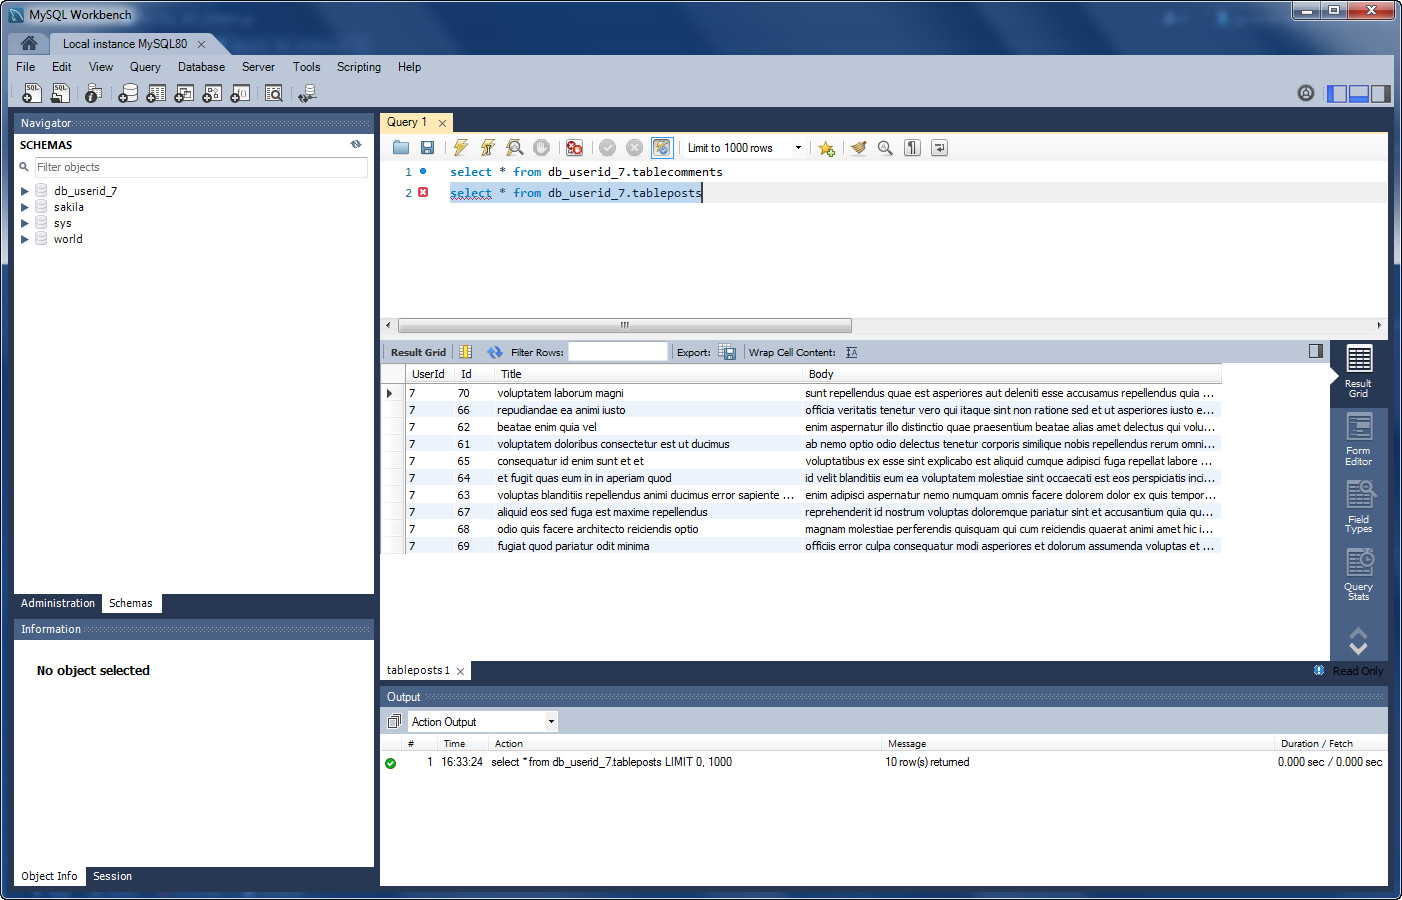 MySQL Workbench
Local instance MySQL80
File Edit View Query Database Server Tools Scripting Help
Navigator
SCHEMAS
Filter objects
db_userid_7
sakila
sys
world
Administration Schemas
Information
No object selected
Object Info Session
Query 1
Limit to 1000 rows
1 select * from db_userid_7.tablecomments
2 select * from db_userid_7.tableposts
Result Grid Filter Rows: Export: Wrap Cell Content:
UserId Id Title Body
7 70 voluptatem laborum magni sunt repellendus quae est asperiores aut deleniti esse accusamus repellendus quia ...
7 66 repudiandae ea animi iusto officia veritatis tenetur vero qui itaque sint non ratione sed et ut asperiores iusto e...
7 62 beatae enim quia vel enim aspernatur illo distinctio quae praesentium beatae alias amet delectus qui volu...
7 61 voluptatem doloribus consectetur est ut ducimus ab nemo optio odio delectus tenetur corporis similique nobis repellendus rerum omni...
7 65 consequatur id enim sunt et et voluptatibus ex esse sint explicabo est aliquid cumque adipisci fuga repellat labore ...
7 64 et fugit quas eum in in aperiam quod id velit blanditiis eum ea voluptatem molestiae sint occaecati est eos perspiciatis inci...
7 63 voluptas blanditiis repellendus animi ducimus error sapiente ... enim adipisci aspernatur nemo numquam omnis facere dolorem dolor ex quis tempor...
7 67 aliquid eos sed fuga est maxime repellendus reprehenderit id nostrum voluptas doloremque pariatur sint et accusantium quia qu...
7 68 odio quis facere architecto reiciendis optio magnam molestiae perferendis quisquam qui cum reiciendis quaerat animi amet hic i...
7 69 fugiat quod pariatur odit minima officiis error culpa consequatur modi asperiores et dolorum assumenda voluptas et ...
Result
Grid
Form
Editor
Field
Types
Query
Stats
tableposts 1
Read Only
Output
Action Output
# Time Action Message Duration / Fetch
1 16:33:24 select * from db_userid_7.tableposts LIMIT 0, 1000 10 row(s) returned 0.000 sec / 0.000 sec